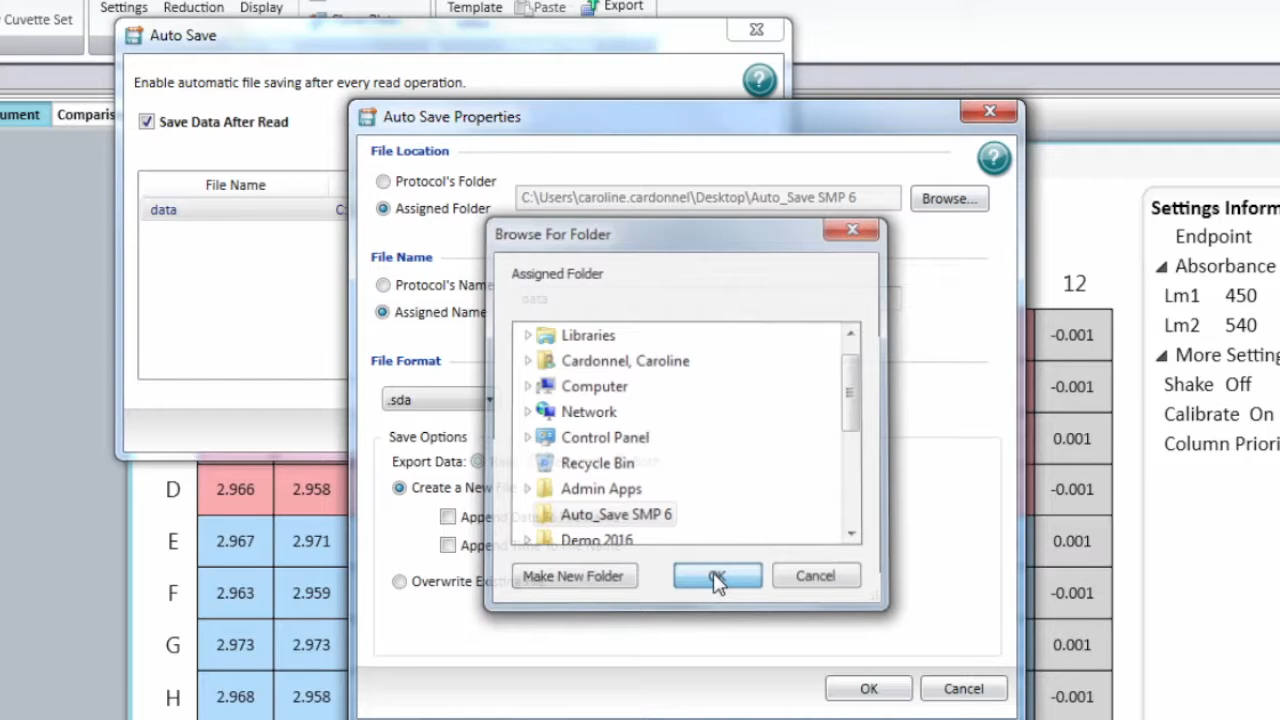 Settings Reduction Display Template Paste Export
Cuvette Set
Auto Save
Enable automatic file saving after every read operation.
Save Data After Read
File Name
data C:
ument Comparis
Auto Save Properties
File Location
Protocol's Folder
Assigned Folder
C:\Users\caroline.cardonnel\Desktop\Auto_Save SMP 6
Browse...
File Name
Protocol's Name
Assigned Name
File Format
.sda
Save Options
Export Data:
Create a New File
Append
Append
Overwrite Existing
OK Cancel
Browse For Folder
Assigned Folder
data
Libraries
Cardonnel, Caroline
Computer
Network
Control Panel
Recycle Bin
Admin Apps
Auto_Save SMP 6
Demo 2016
Make New Folder OK Cancel
D 2.966 2.958
E 2.967 2.971
F 2.963 2.959
G 2.973 2.973
H 2.968 2.958
12
-0.001
-0.001
0.001
-0.001
0.001
-0.001
0.001
-0.001
Settings Inform
Endpoint
Absorbance
Lm1 450
Lm2 540
More Setting
Shake Off
Calibrate On
Column Priori